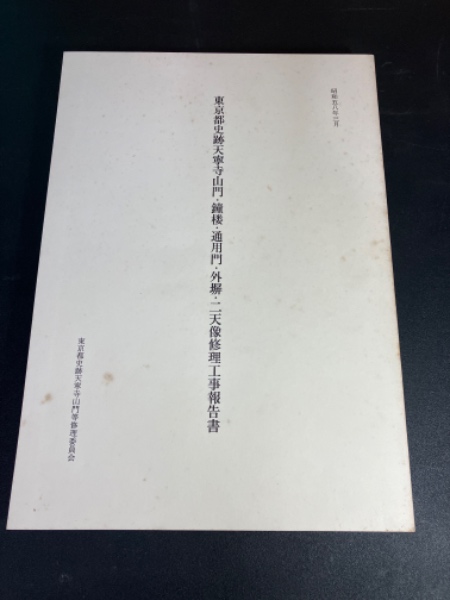 昭和五八年三月
東京都史跡天寧寺山門・鐘楼・通用門・外塀・二天像修理工事報告書
東京都史跡天寧寺山門等修理委員会